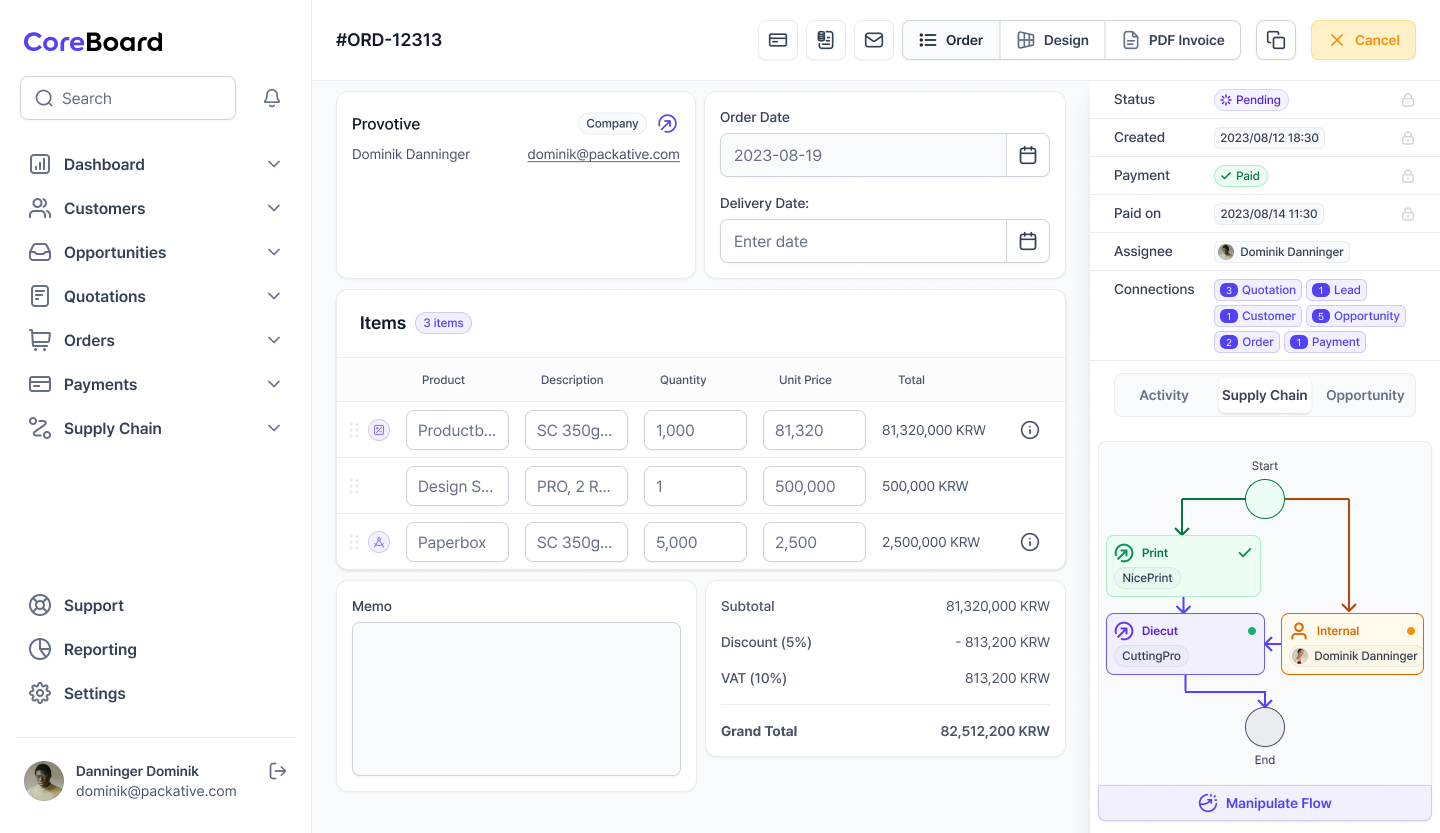 CoreBoard
Search
Dashboard
Customers
Opportunities
Quotations
Orders
Payments
Supply Chain
Support
Reporting
Settings
Danninger Dominik
dominik@packative.com
#ORD-12313
Order
Design
PDF Invoice
Cancel
Provotive
Company
Dominik Danninger
dominik@packative.com
Order Date
2023-08-19
Delivery Date:
Enter date
Items
3 items
Product Description Quantity Unit Price Total
Productb... SC 350g... 1,000 81,320 81,320,000 KRW
Design S... PRO, 2 R... 1 500,000 500,000 KRW
Paperbox SC 350g... 5,000 2,500 2,500,000 KRW
Memo
Subtotal 81,320,000 KRW
Discount (5%) - 813,200 KRW
VAT (10%) 813,200 KRW
Grand Total 82,512,200 KRW
Status Pending
Created 2023/08/12 18:30
Payment Paid
Paid on 2023/08/14 11:30
Assignee Dominik Danninger
Connections 3 Quotation 1 Lead
1 Customer 5 Opportunity
2 Order 1 Payment
Activity Supply Chain Opportunity
Start
Print
NicePrint
Diecut
CuttingPro
Internal
Dominik Danninger
End
Manipulate Flow